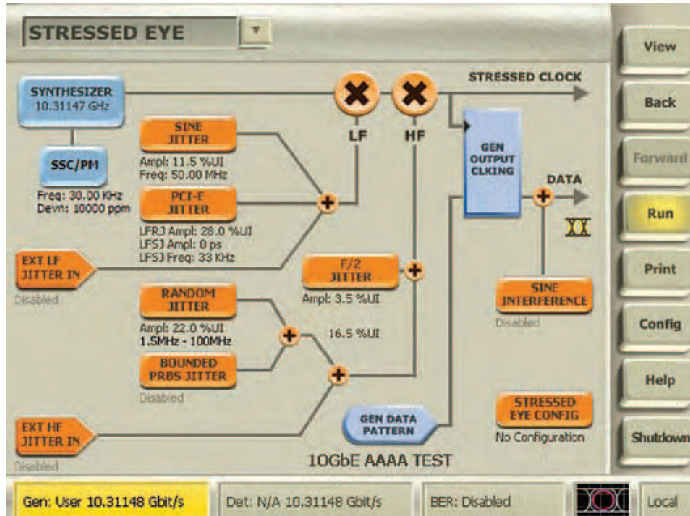 STRESSED EYE
View
Back
Forward
Run
Print
Config
Help
Shutdown
SYNTHESIZER
10.31147 GHz
SSC/PM
Freq: 30.00 KHz
Devn: 10000 ppm
SINE
JITTER
Ampl: 11.5 %UI
Freq: 50.00 MHz
PCI-E
JITTER
LFRJ Ampl: 28.0 %UI
LFSJ Ampl: 0 ps
LFSJ Freq: 33 KHz
EXT LF
JITTER IN
Disabled
LF
HF
STRESSED CLOCK
GEN
OUTPUT
CLKING
DATA
F/2
JITTER
Ampl: 3.5 %UI
SINE
INTERFERENCE
Disabled
RANDOM
JITTER
Ampl: 22.0 %UI
1.5MHz - 100MHz
16.5 %UI
BOUNDED
PRBS JITTER
Disabled
EXT HF
JITTER IN
Disabled
GEN DATA
PATTERN
10GbE AAAA TEST
STRESSED
EYE CONFIG
No Configuration
Gen: User 10.31148 Gbit/s
Det: N/A 10.31148 Gbit/s
BER: Disabled
Local